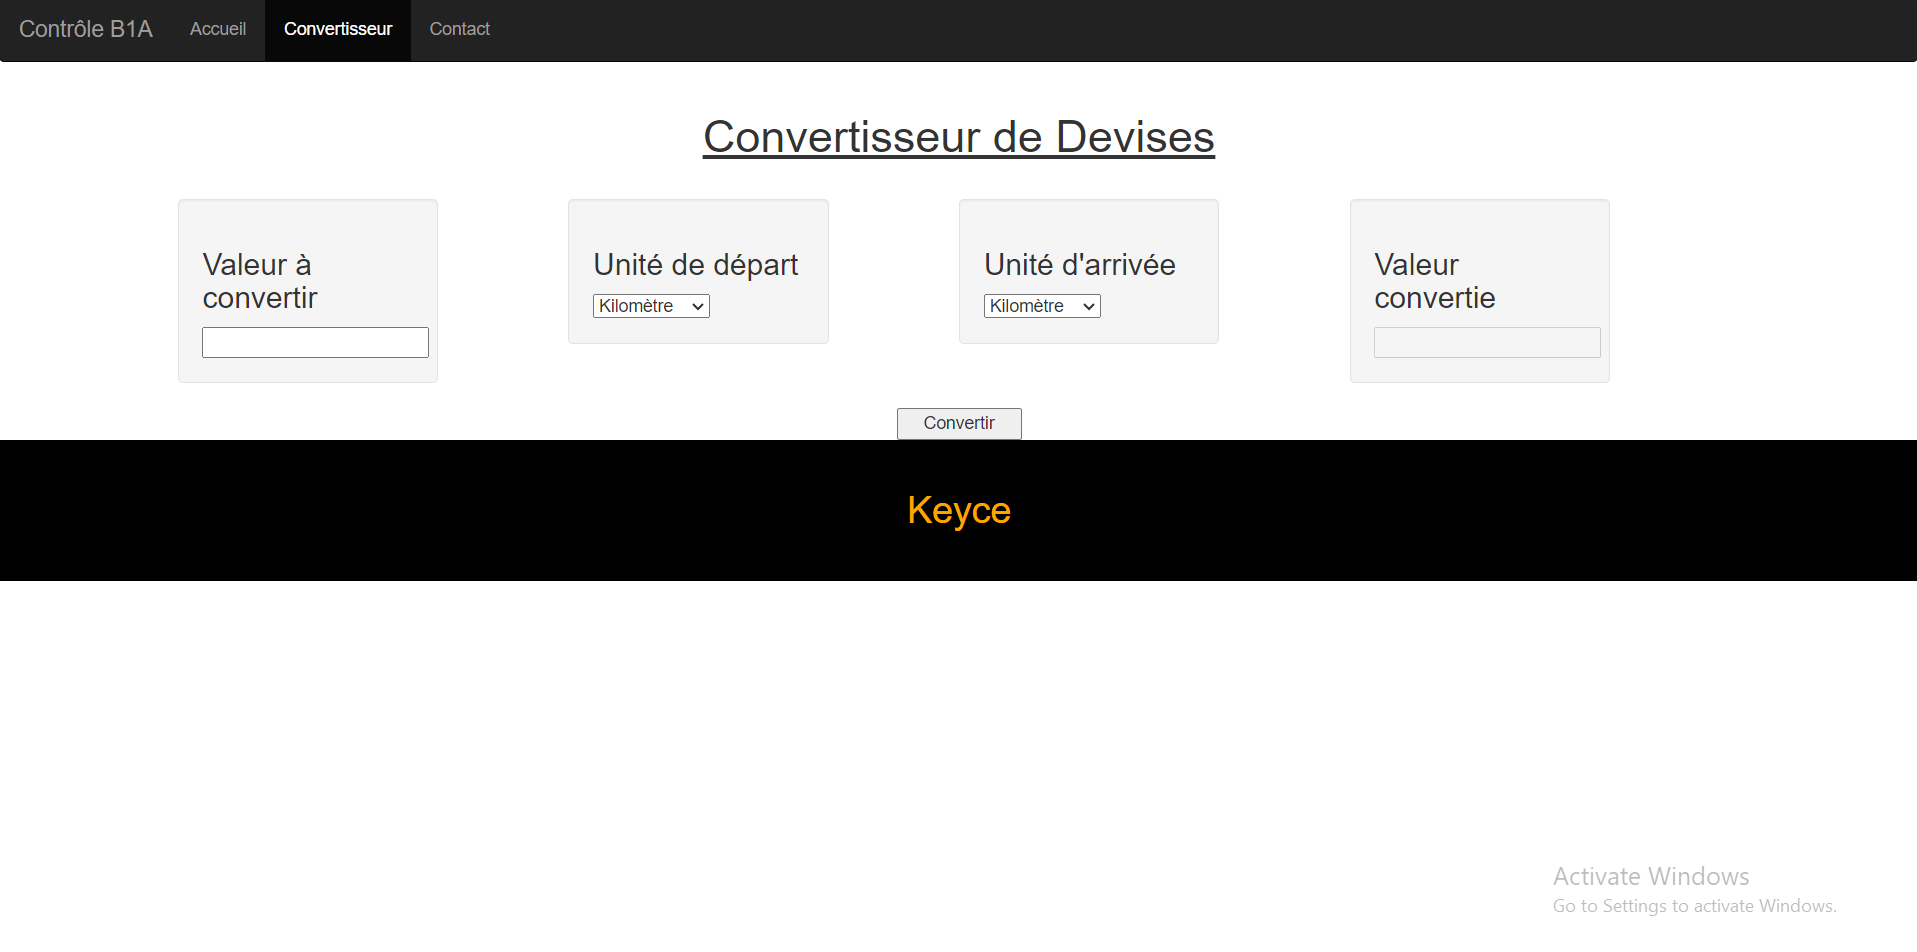 Contrôle B1A Accueil Convertisseur Contact
Convertisseur de Devises
Valeur à
convertir
Unité de départ
Kilomètre
Unité d'arrivée
Kilomètre
Valeur
convertie
Convertir
Keyce
Activate Windows
Go to Settings to activate Windows.